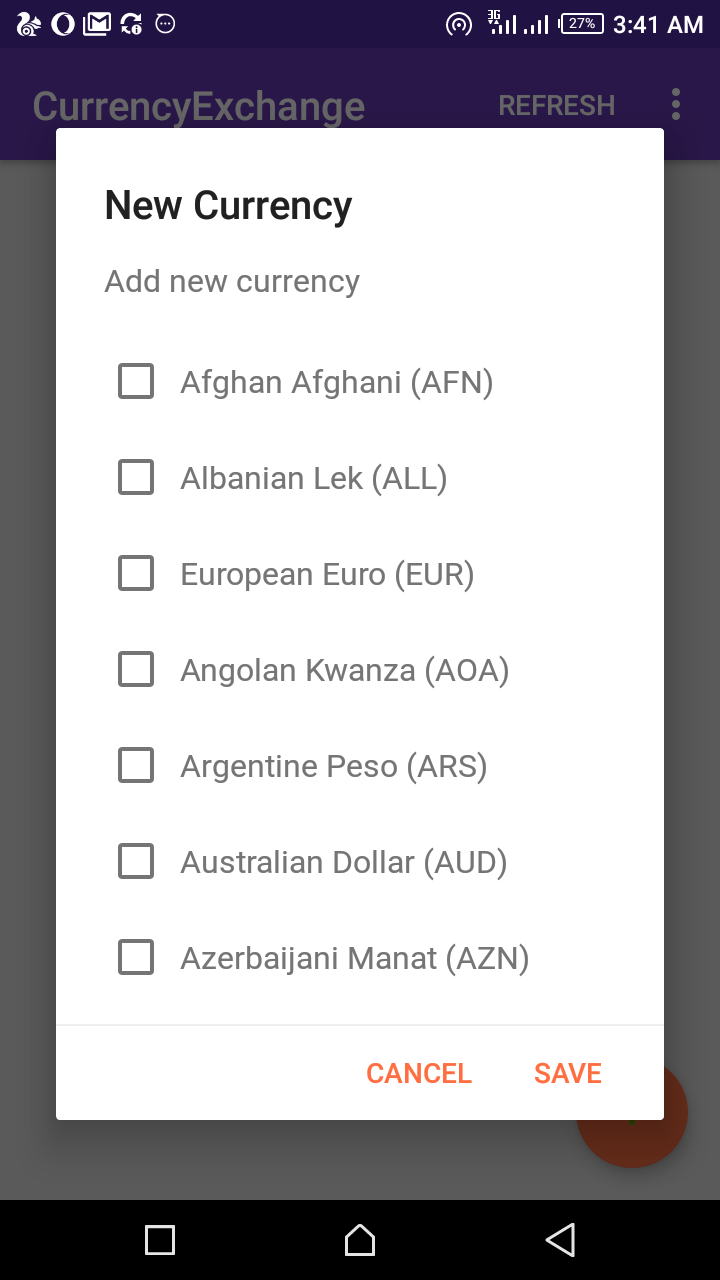 3G 27% 3:41 AM
CurrencyExchange REFRESH
New Currency
Add new currency
Afghan Afghani (AFN)
Albanian Lek (ALL)
European Euro (EUR)
Angolan Kwanza (AOA)
Argentine Peso (ARS)
Australian Dollar (AUD)
Azerbaijani Manat (AZN)
CANCEL SAVE